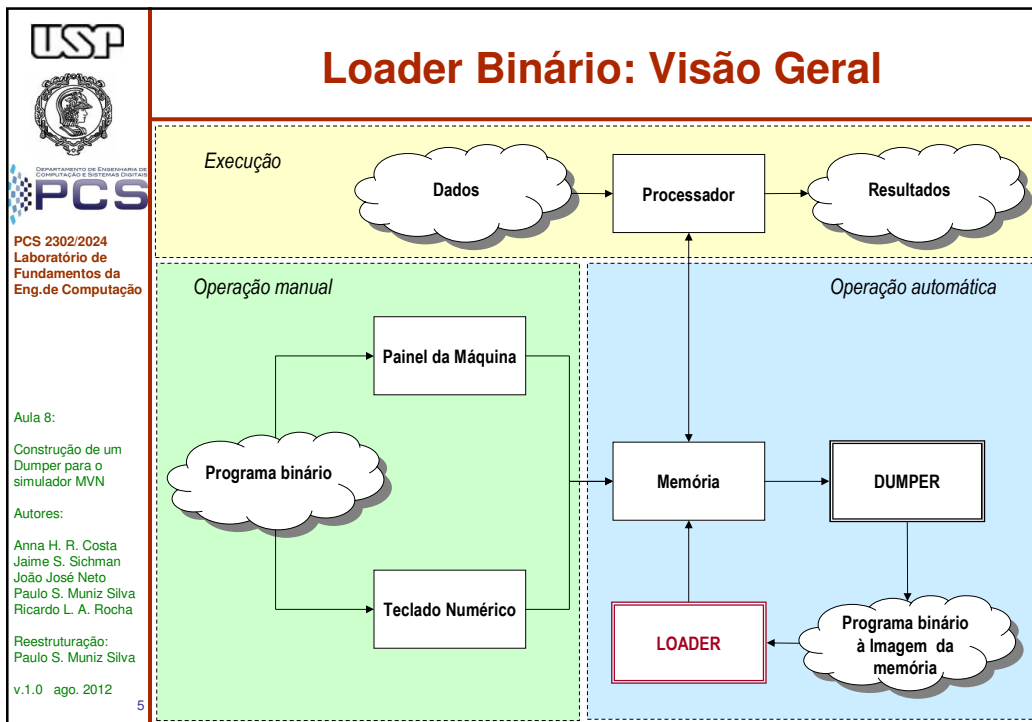 USP
DEPARTAMENTO DE ENGENHARIA DE
COMPUTAÇÃO E SISTEMAS DIGITAIS
PCS
PCS 2302/2024
Laboratório de
Fundamentos da
Eng.de Computação
Aula 8:
Construção de um
Dumper para o
simulador MVN
Autores:
Anna H. R. Costa
Jaime S. Sichman
João José Neto
Paulo S. Muniz Silva
Ricardo L. A. Rocha
Reestruturação:
Paulo S. Muniz Silva
v.1.0 ago. 2012
5
Loader Binário: Visão Geral
Execução
Dados
Processador
Resultados
Operação manual
Painel da Máquina
Programa binário
Teclado Numérico
Operação automática
Memória
DUMPER
LOADER
Programa binário
à Imagem da
memória